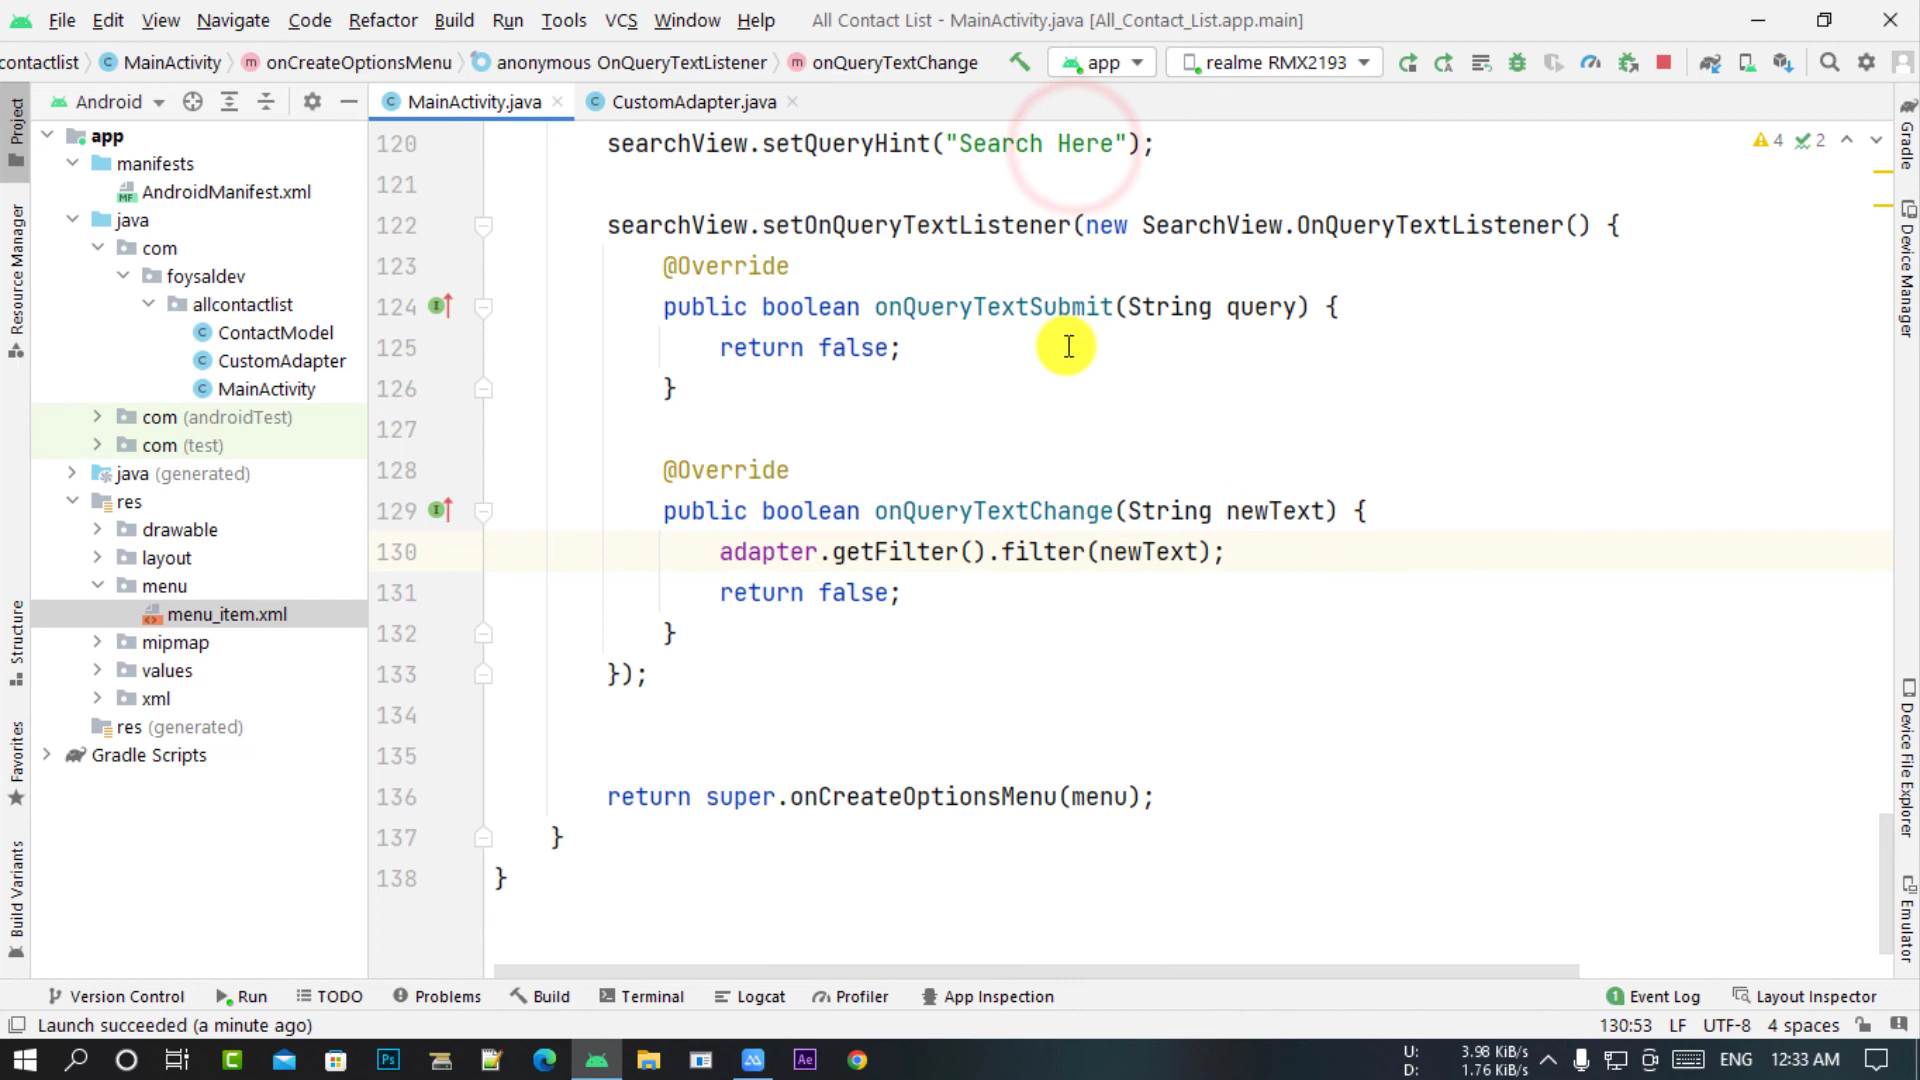 File Edit View Navigate Code Refactor Build Run Tools VCS Window Help All Contact List - MainActivity.java [All_Contact_List.app.main]
contactlist MainActivity onCreateOptionsMenu anonymous OnQueryTextListener onQueryTextChange app realme RMX2193
Android MainActivity.java CustomAdapter.java
Project
Resource Manager
Structure
Favorites
Build Variants
app
manifests
AndroidManifest.xml
java
com
foysaldev
allcontactlist
ContactModel
CustomAdapter
MainActivity
com (androidTest)
com (test)
java (generated)
res
drawable
layout
menu
menu_item.xml
mipmap
values
xml
res (generated)
Gradle Scripts
120 searchView.setQueryHint("Search Here"); 4 2
121
122 searchView.setOnQueryTextListener(new SearchView.OnQueryTextListener() {
123 @Override
124 public boolean onQueryTextSubmit(String query) {
125 return false;
126 }
127
128 @Override
129 public boolean onQueryTextChange(String newText) {
130 adapter.getFilter().filter(newText);
131 return false;
132 }
133 });
134
135
136 return super.onCreateOptionsMenu(menu);
137 }
138 }
Gradle
Device Manager
Device File Explorer
Emulator
Version Control Run TODO Problems Build Terminal Logcat Profiler App Inspection 1 Event Log Layout Inspector
Launch succeeded (a minute ago) 130:53 LF UTF-8 4 spaces
U: 3.98 KiB/s
D: 1.76 KiB/s
ENG 12:33 AM